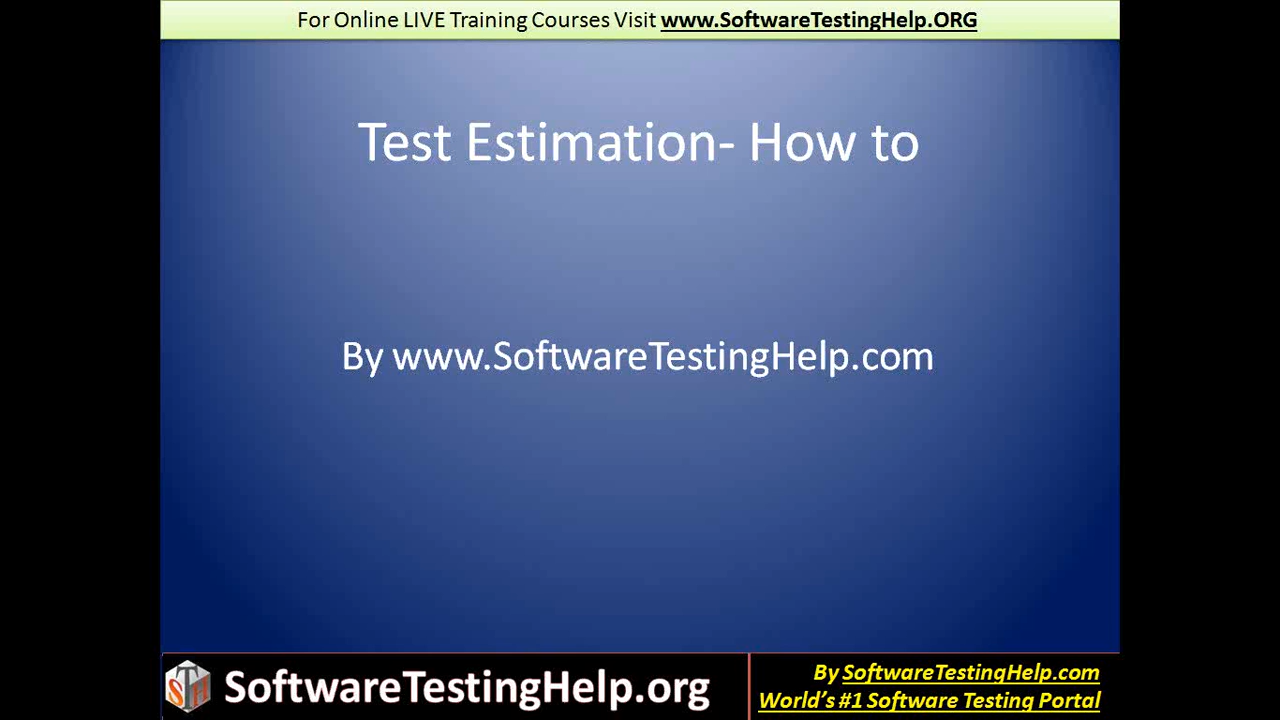 For Online LIVE Training Courses Visit www.SoftwareTestingHelp.ORG
Test Estimation- How to
By www.SoftwareTestingHelp.com
STH
SoftwareTestingHelp.org
By SoftwareTestingHelp.com
World's #1 Software Testing Portal